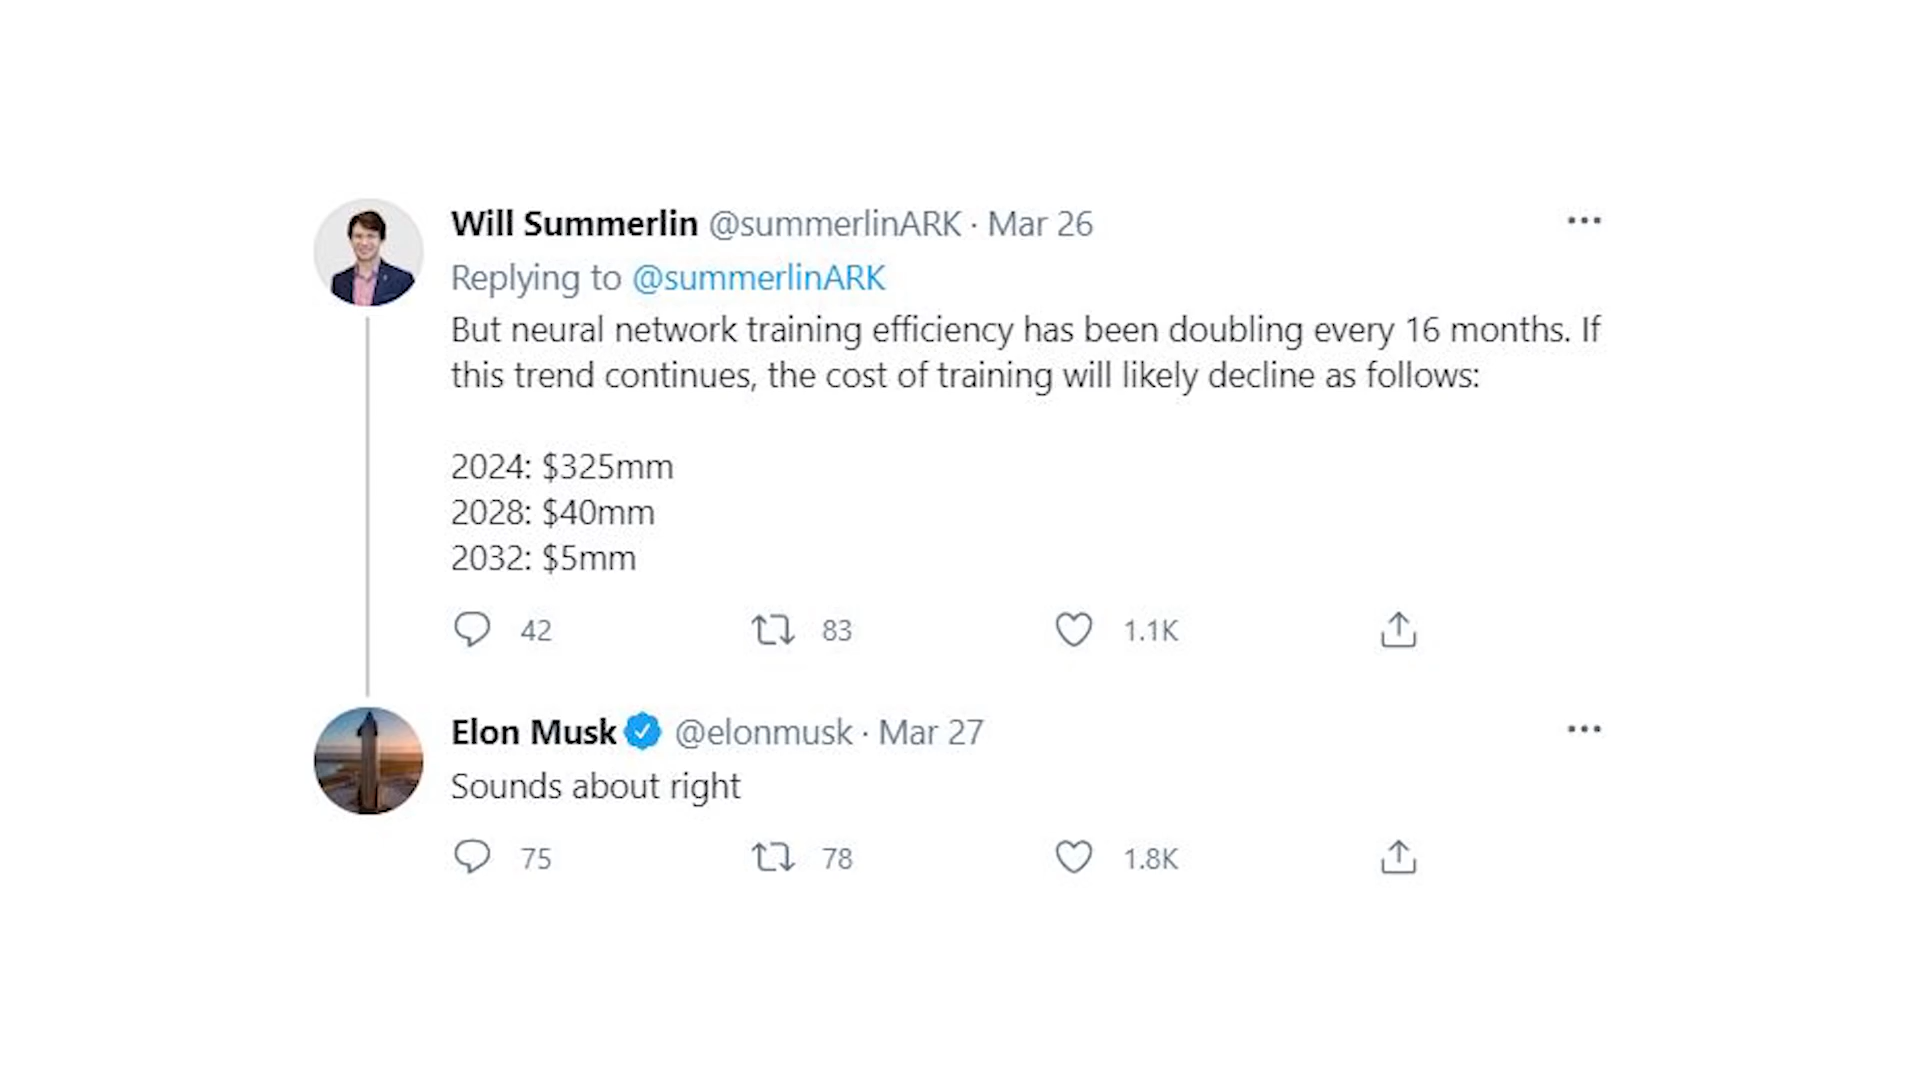 Will Summerlin @summerlinARK · Mar 26
Replying to @summerlinARK
But neural network training efficiency has been doubling every 16 months. If
this trend continues, the cost of training will likely decline as follows:
2024: $325mm
2028: $40mm
2032: $5mm
42 83 1.1K
Elon Musk @elonmusk · Mar 27
Sounds about right
75 78 1.8K